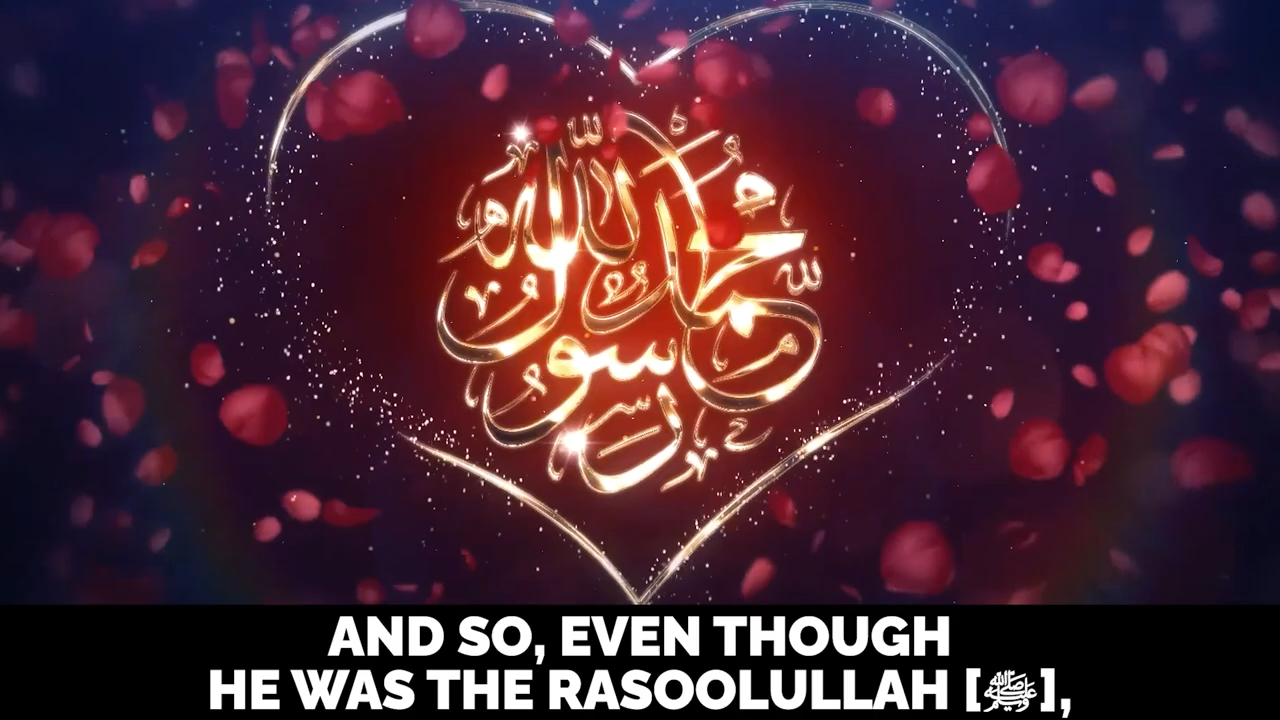 محمد رسول الله
AND SO, EVEN THOUGH
HE WAS THE RASOOLULLAH [ﷺ],